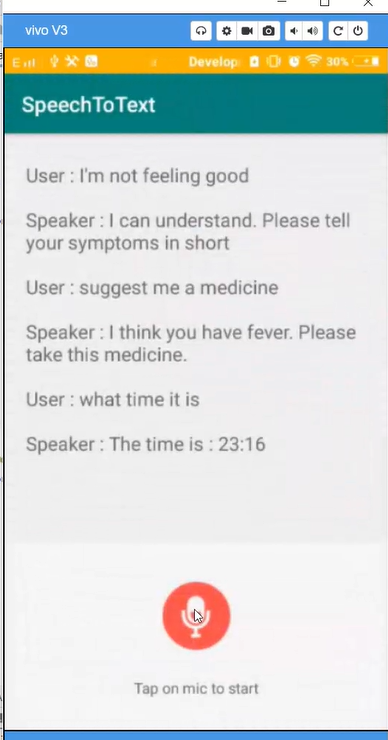 vivo V3
E
Develop
30%
SpeechToText
User : I'm not feeling good
Speaker : I can understand. Please tell
your symptoms in short
User : suggest me a medicine
Speaker : I think you have fever. Please
take this medicine.
User : what time it is
Speaker : The time is : 23:16
Tap on mic to start